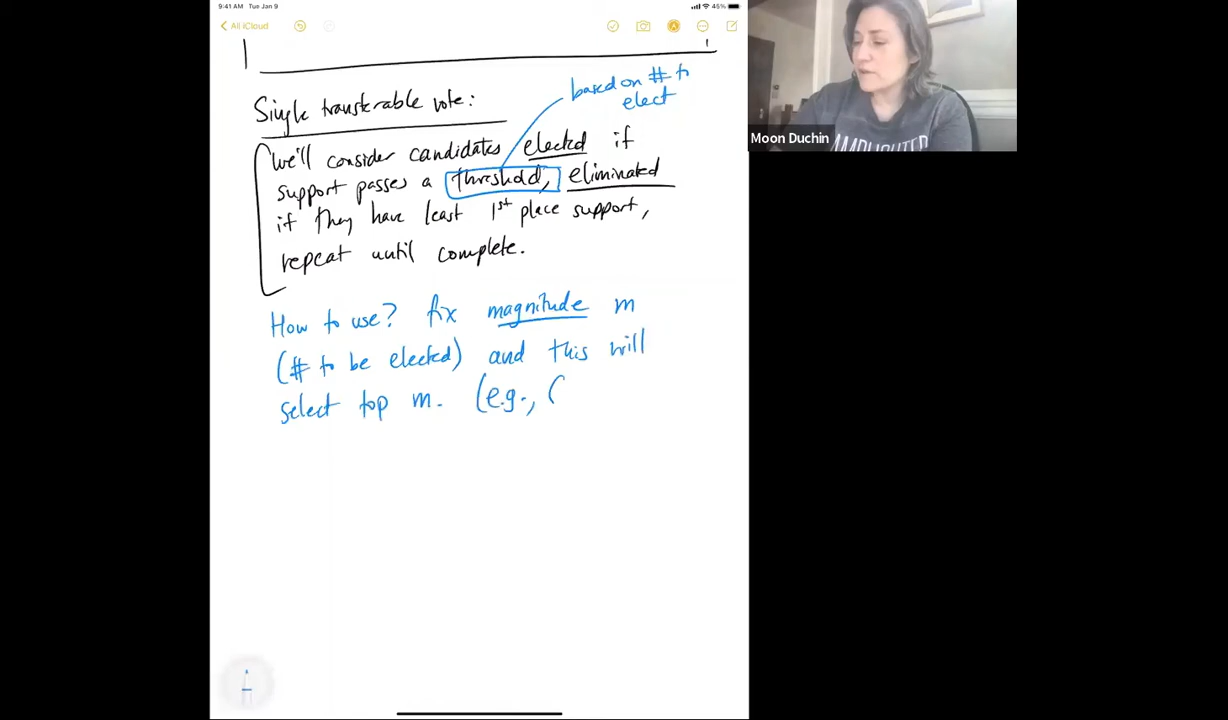 9:41 AM Tue Jan 9
45%
All iCloud
based on # to
elect
Single transferable vote:
We'll consider candidates elected if
support passes a threshold, eliminated
if they have least 1st place support,
repeat until complete.
How to use? fix magnitude m
(# to be elected) and this will
select top m. (e.g., C
Moon Duchin